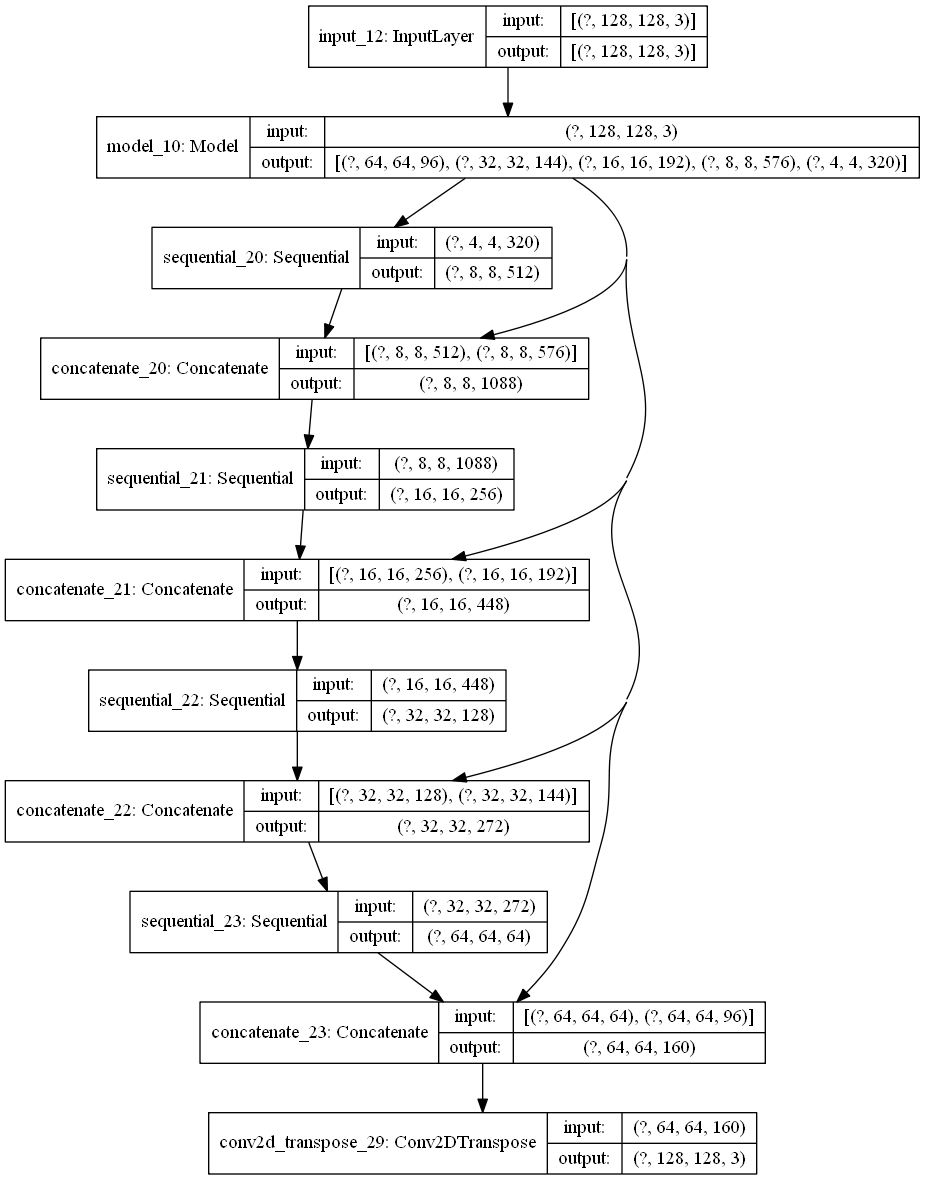 input_12: InputLayer
input: [(?, 128, 128, 3)]
output: [(?, 128, 128, 3)]
model_10: Model
input: (?, 128, 128, 3)
output: [(?, 64, 64, 96), (?, 32, 32, 144), (?, 16, 16, 192), (?, 8, 8, 576), (?, 4, 4, 320)]
sequential_20: Sequential
input: (?, 4, 4, 320)
output: (?, 8, 8, 512)
concatenate_20: Concatenate
input: [(?, 8, 8, 512), (?, 8, 8, 576)]
output: (?, 8, 8, 1088)
sequential_21: Sequential
input: (?, 8, 8, 1088)
output: (?, 16, 16, 256)
concatenate_21: Concatenate
input: [(?, 16, 16, 256), (?, 16, 16, 192)]
output: (?, 16, 16, 448)
sequential_22: Sequential
input: (?, 16, 16, 448)
output: (?, 32, 32, 128)
concatenate_22: Concatenate
input: [(?, 32, 32, 128), (?, 32, 32, 144)]
output: (?, 32, 32, 272)
sequential_23: Sequential
input: (?, 32, 32, 272)
output: (?, 64, 64, 64)
concatenate_23: Concatenate
input: [(?, 64, 64, 64), (?, 64, 64, 96)]
output: (?, 64, 64, 160)
conv2d_transpose_29: Conv2DTranspose
input: (?, 64, 64, 160)
output: (?, 128, 128, 3)